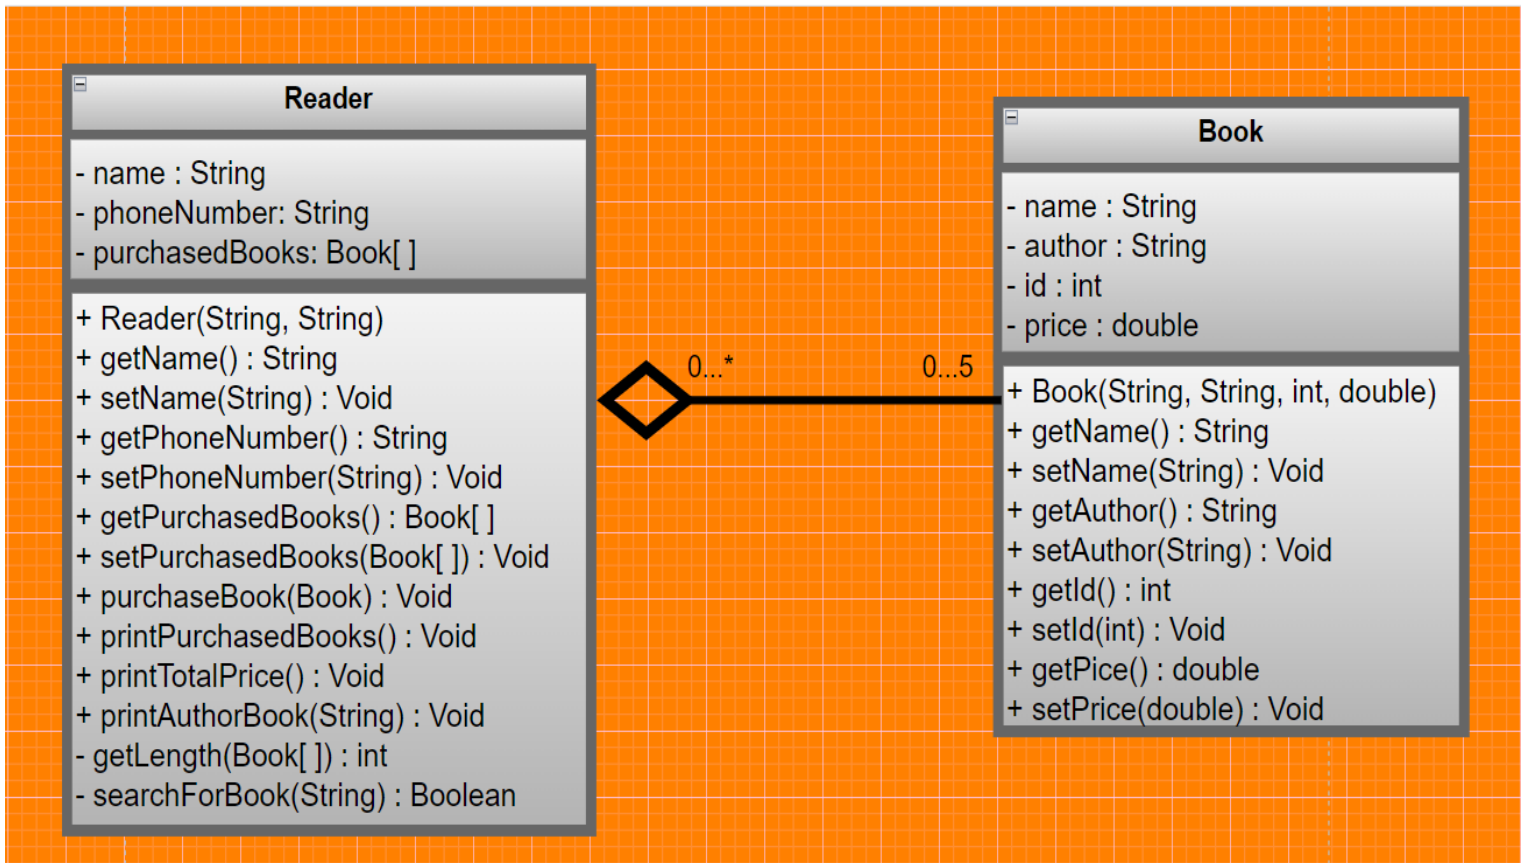 Reader
- name : String
- phoneNumber: String
- purchasedBooks: Book[ ]
+ Reader(String, String)
+ getName() : String
+ setName(String) : Void
+ getPhoneNumber() : String
+ setPhoneNumber(String) : Void
+ getPurchasedBooks() : Book[ ]
+ setPurchasedBooks(Book[ ]) : Void
+ purchaseBook(Book) : Void
+ printPurchasedBooks() : Void
+ printTotalPrice() : Void
+ printAuthorBook(String) : Void
- getLength(Book[ ]) : int
- searchForBook(String) : Boolean
0...*
0...5
Book
- name : String
- author : String
- id : int
- price : double
+ Book(String, String, int, double)
+ getName() : String
+ setName(String) : Void
+ getAuthor() : String
+ setAuthor(String) : Void
+ getId() : int
+ setId(int) : Void
+ getPice() : double
+ setPrice(double) : Void